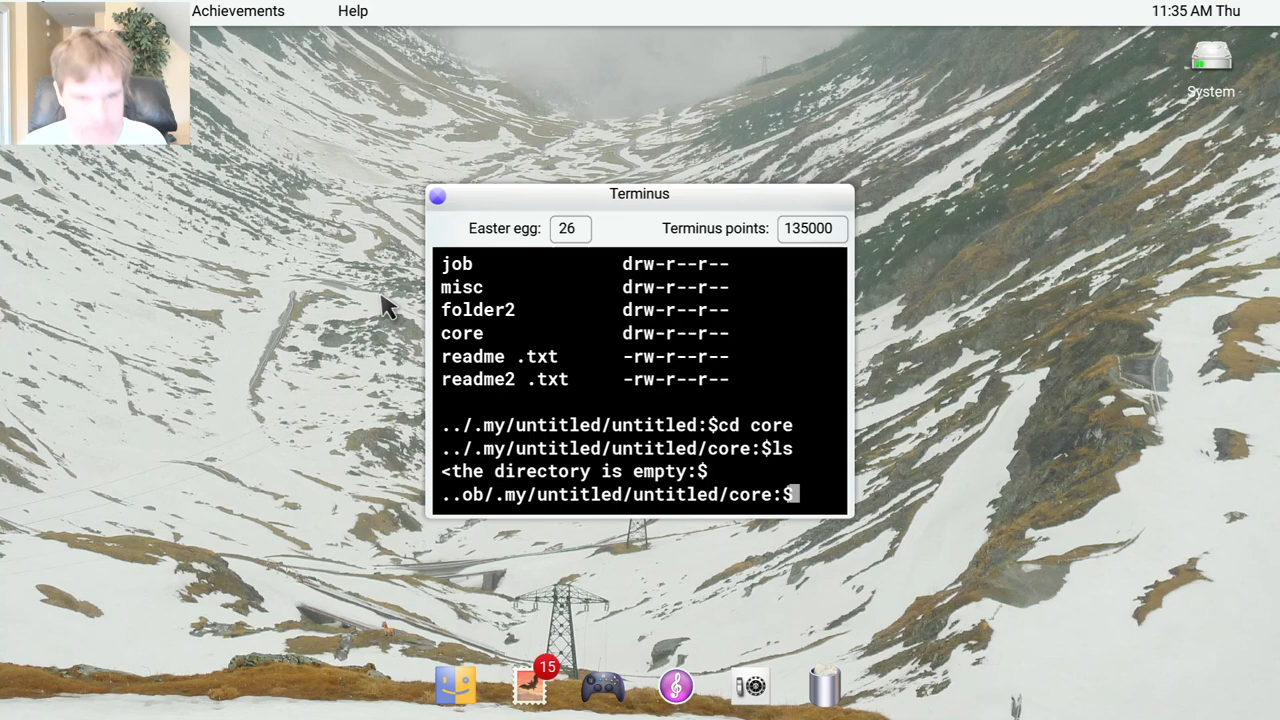 Achievements Help 11:35 AM Thu
System
Terminus
Easter egg: 26 Terminus points: 135000
job drw-r--r--
misc drw-r--r--
folder2 drw-r--r--
core drw-r--r--
readme .txt -rw-r--r--
readme2 .txt -rw-r--r--
../.my/untitled/untitled:$cd core
../.my/untitled/untitled/core:$ls
<the directory is empty:$
..ob/.my/untitled/untitled/core:$
15